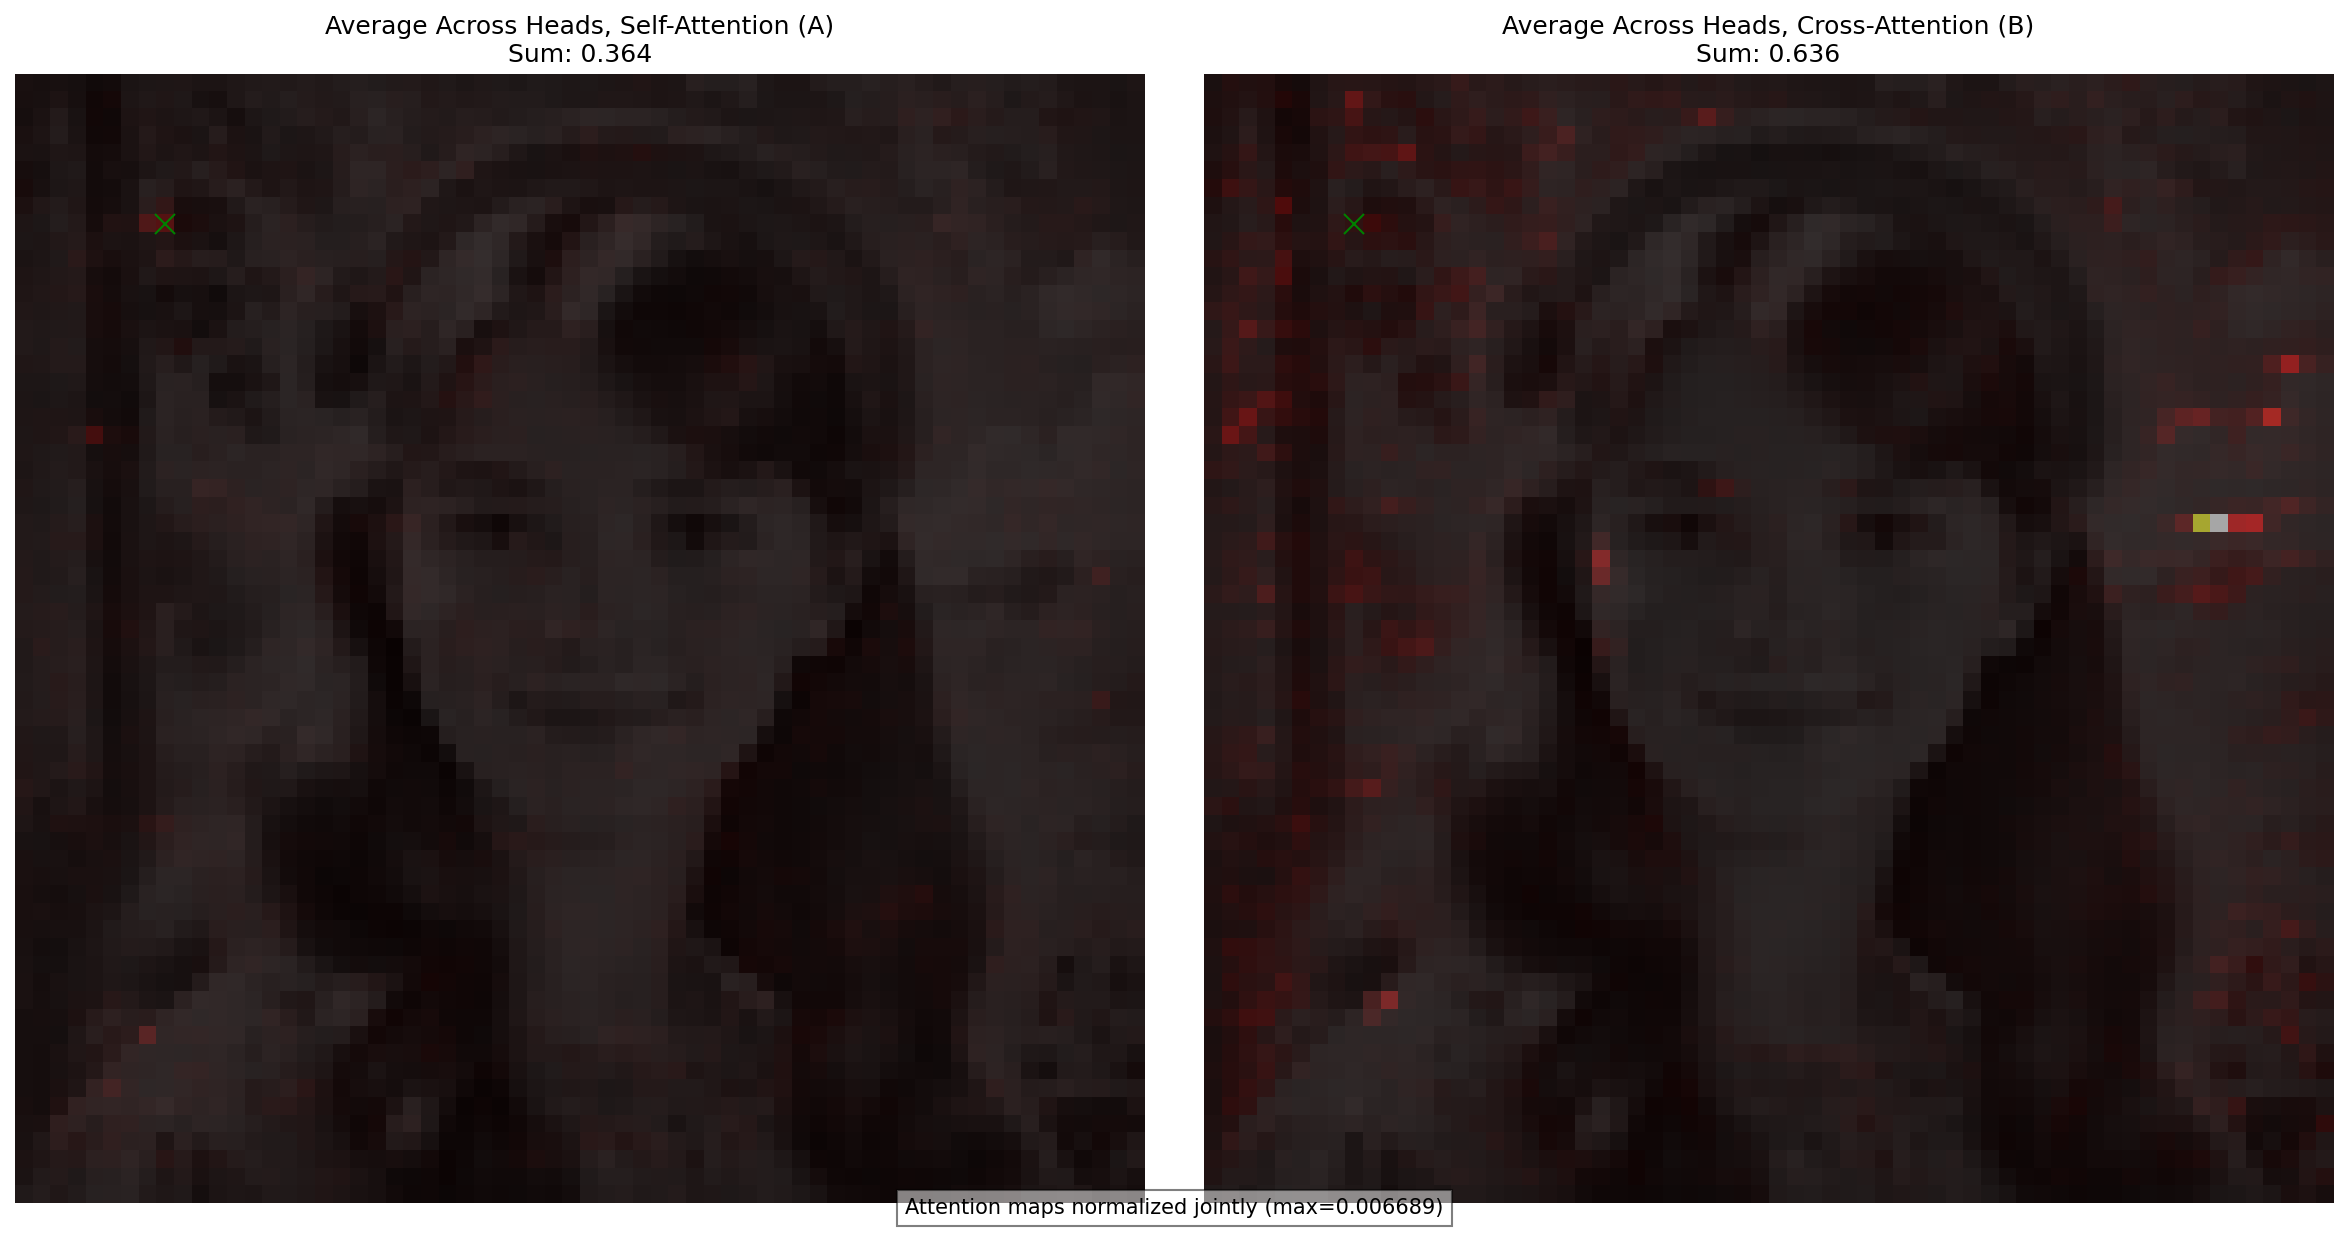 Average Across Heads, Self-Attention (A)
Sum: 0.364
Average Across Heads, Cross-Attention (B)
Sum: 0.636
Attention maps normalized jointly (max=0.006689)